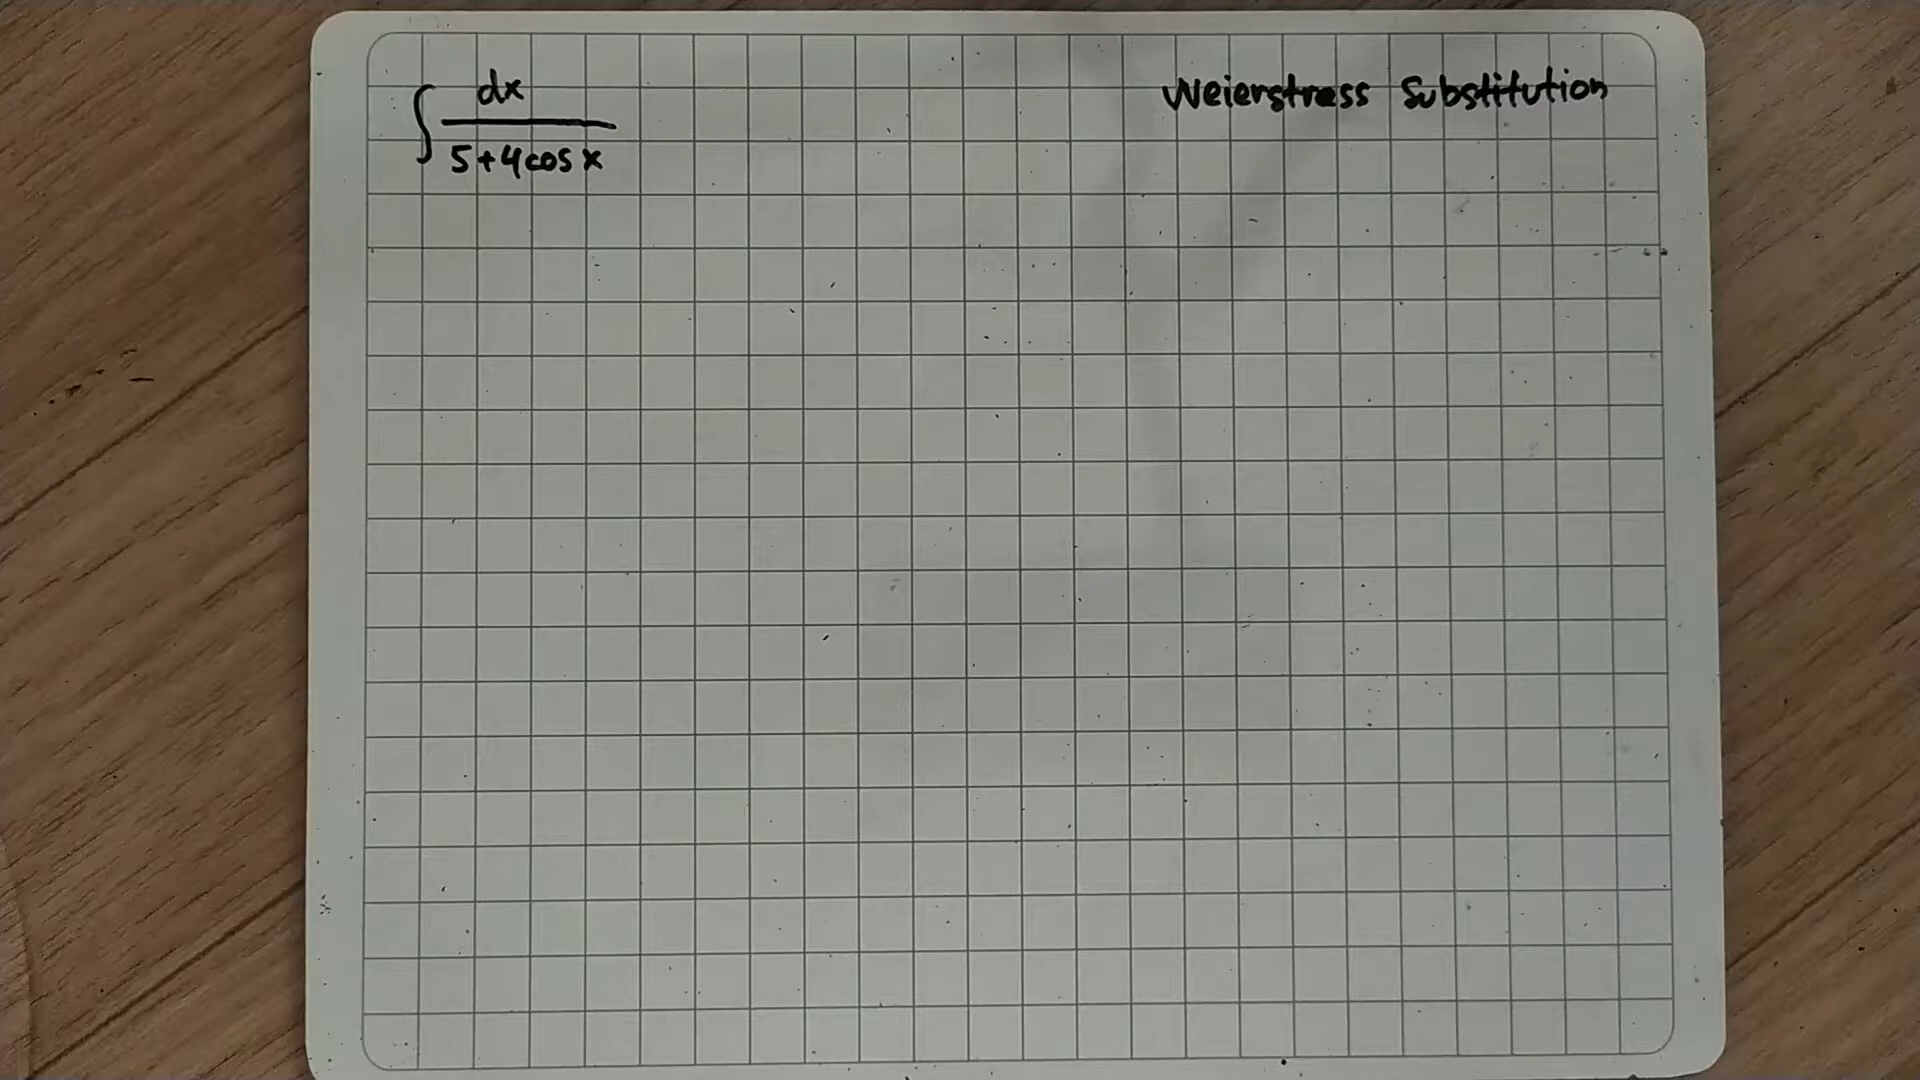 ∫ dx / (5+4cos x)
Weierstrass Substitution